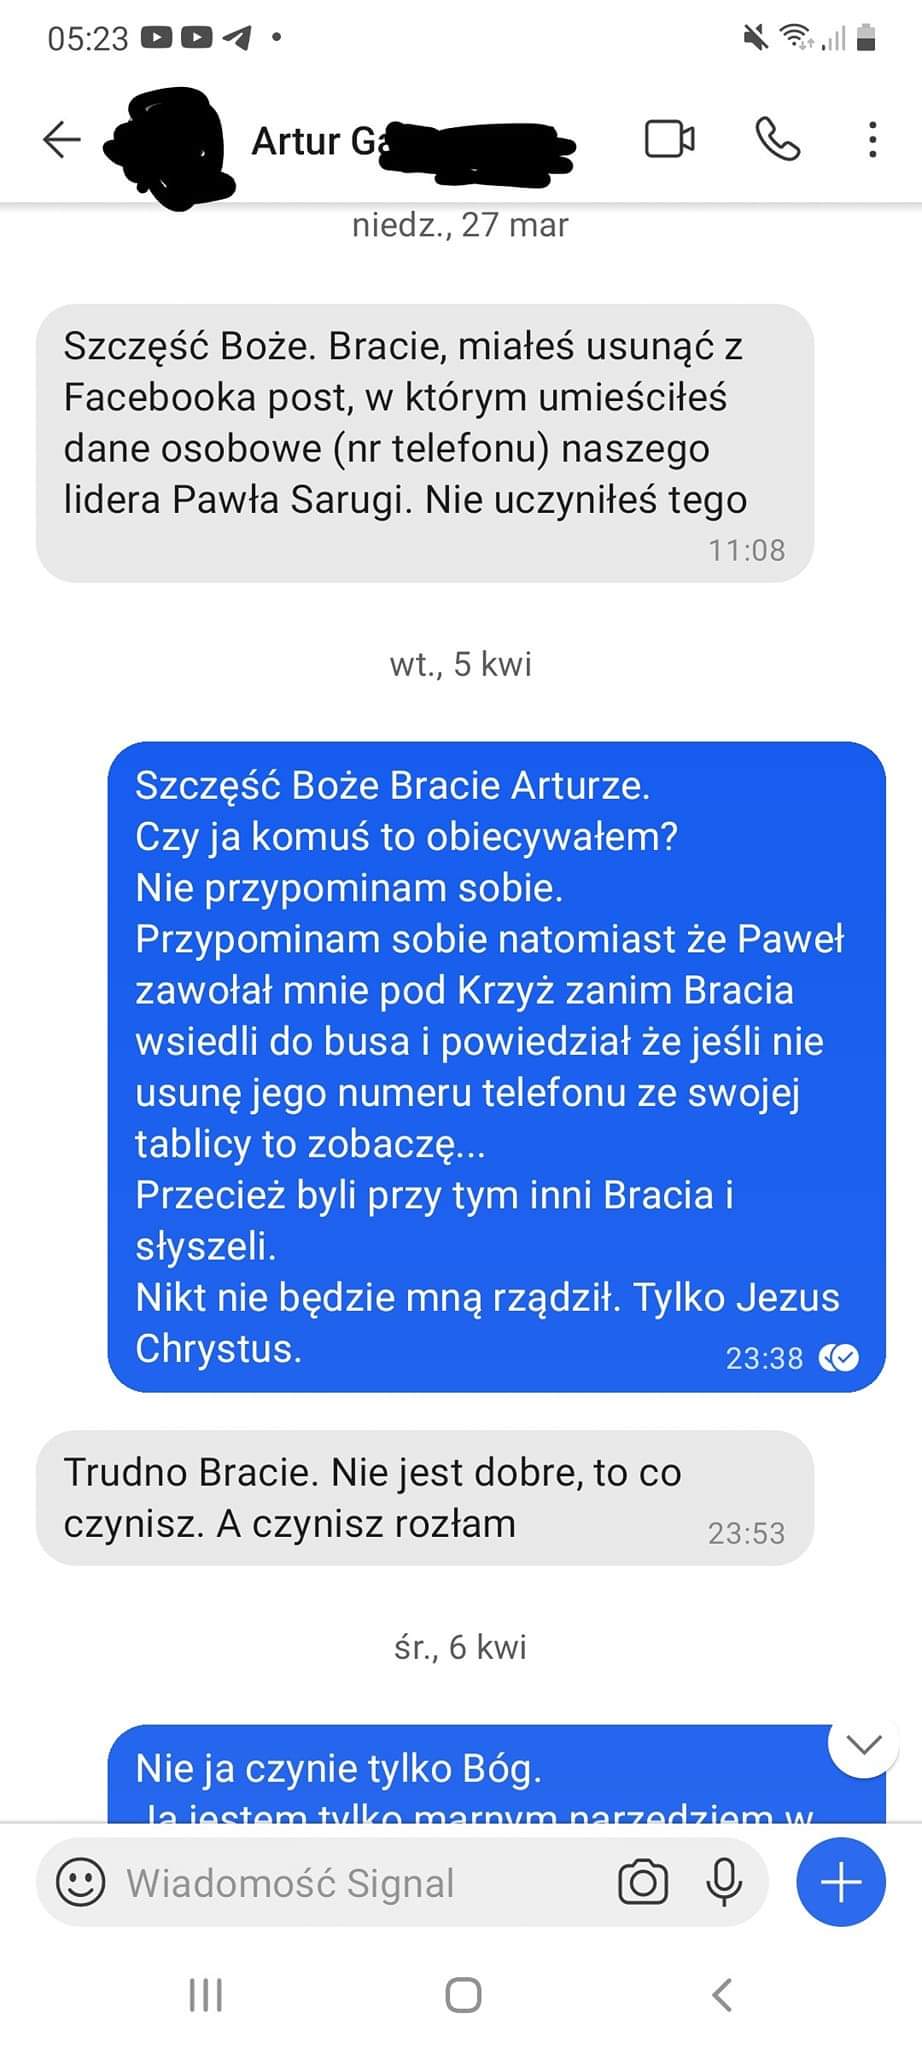 05:23
Artur Ga
niedz., 27 mar
Szczęść Boże. Bracie, miałeś usunąć z
Facebooka post, w którym umieściłeś
dane osobowe (nr telefonu) naszego
lidera Pawła Sarugi. Nie uczyniłeś tego
11:08
wt., 5 kwi
Szczęść Boże Bracie Arturze.
Czy ja komuś to obiecywałem?
Nie przypominam sobie.
Przypominam sobie natomiast że Paweł
zawołał mnie pod Krzyż zanim Bracia
wsiedli do busa i powiedział że jeśli nie
usunę jego numeru telefonu ze swojej
tablicy to zobaczę...
Przecież byli przy tym inni Bracia i
słyszeli.
Nikt nie będzie mną rządził. Tylko Jezus
Chrystus.
23:38
Trudno Bracie. Nie jest dobre, to co
czynisz. A czynisz rozłam
23:53
śr., 6 kwi
Nie ja czynie tylko Bóg.
Ja jestem tylko marnym narzędziem w
Wiadomość Signal